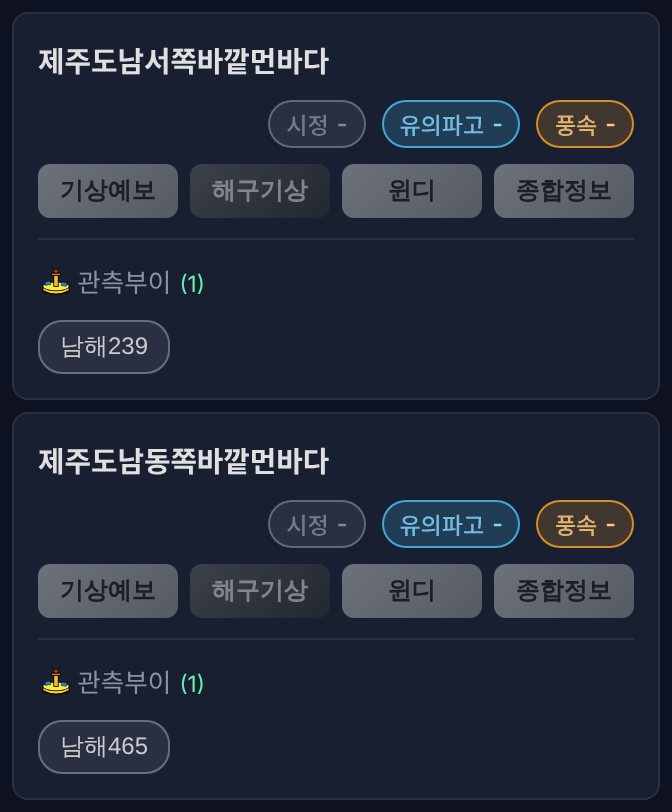 제주도남서쪽바깥먼바다
시정 - 유의파고 - 풍속 -
기상예보 해구기상 윈디 종합정보
관측부이 (1)
남해239
제주도남동쪽바깥먼바다
시정 - 유의파고 - 풍속 -
기상예보 해구기상 윈디 종합정보
관측부이 (1)
남해465